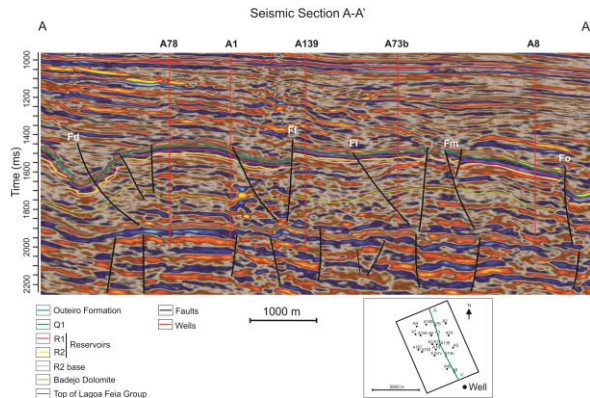 Seismic Section A-A'
A
A'
A78
A1
A139
A73b
A8
Time (ms)
1000
1200
1400
1600
1800
2000
2200
Fd
Fl
Fm
Fo
Outeiro Formation
Q1
R1
R2
Reservoirs
R2 base
Badejo Dolomite
Top of Lagoa Feia Group
Faults
Wells
1000 m
N
5000 m
Well